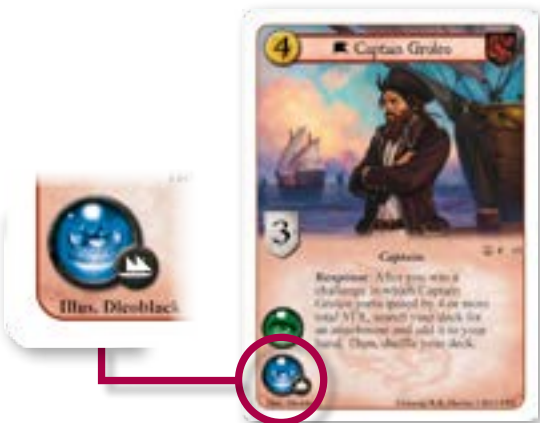 4
Captain Groleo
3
Captain
Response: After you win a
challenge in which Captain
Groleo participated by 4 or more
total STR, search your deck for
an attachment and add it to your
hand. Then, shuffle your deck.
Illus. Dicoblack